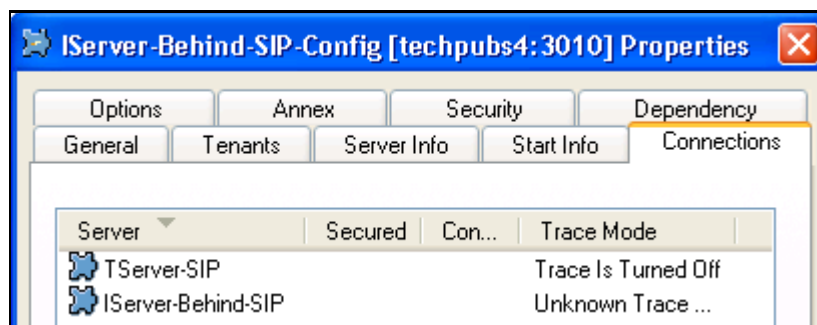 IServer-Behind-SIP-Config [techpubs4:3010] Properties
Options Annex Security Dependency
General Tenants Server Info Start Info Connections
Server Secured Con... Trace Mode
TServer-SIP Trace Is Turned Off
IServer-Behind-SIP Unknown Trace ...